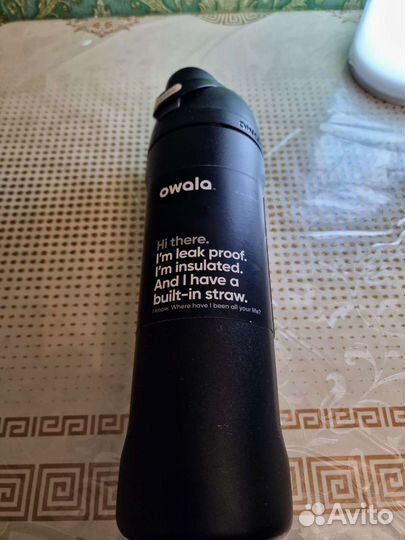 owala
Hi there.
I'm leak proof.
I'm insulated.
And I have a
built-in straw.
I know. Where have I been all your life?
Avito